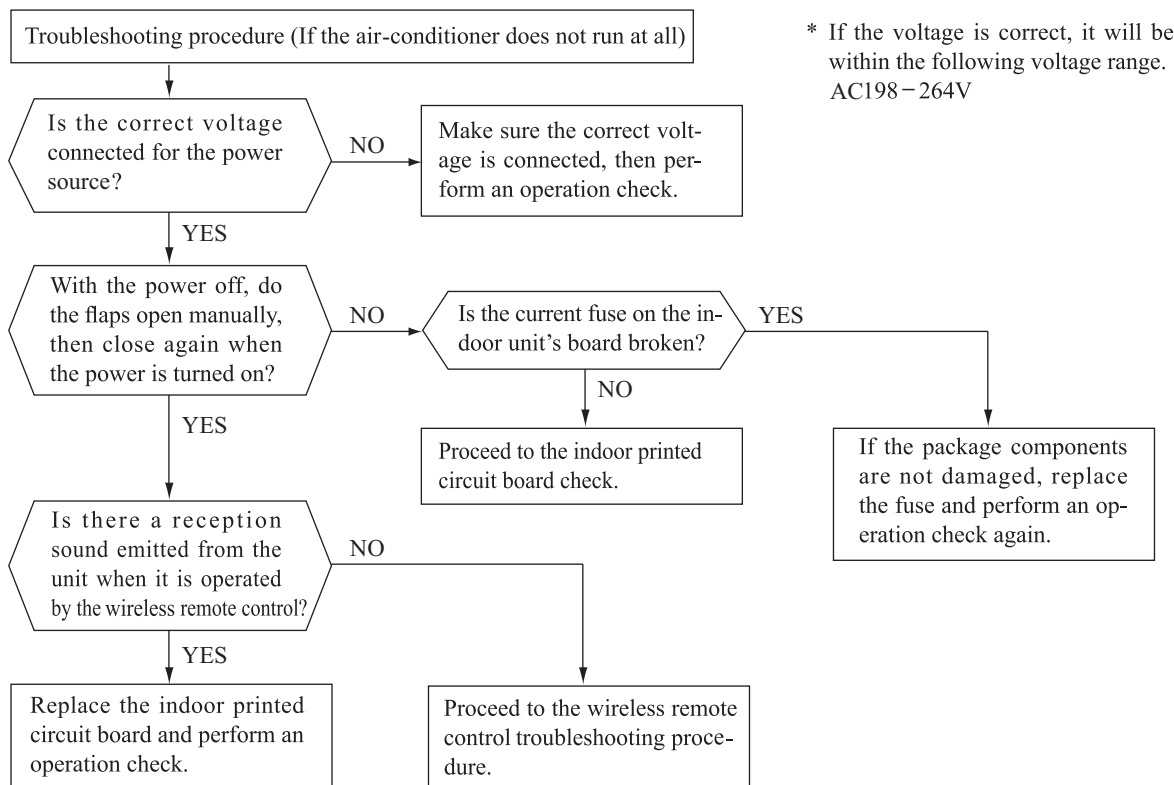 Troubleshooting procedure (If the air-conditioner does not run at all)
* If the voltage is correct, it will be
within the following voltage range.
AC198−264V
Is the correct voltage
connected for the power
source?
NO
Make sure the correct volt-
age is connected, then per-
form an operation check.
YES
With the power off, do
the flaps open manually,
then close again when
the power is turned on?
NO
Is the current fuse on the in-
door unit's board broken?
YES
NO
YES
Proceed to the indoor printed
circuit board check.
If the package components
are not damaged, replace
the fuse and perform an op-
eration check again.
Is there a reception
sound emitted from the
unit when it is operated
by the wireless remote control?
NO
YES
Replace the indoor printed
circuit board and perform an
operation check.
Proceed to the wireless remote
control troubleshooting proce-
dure.